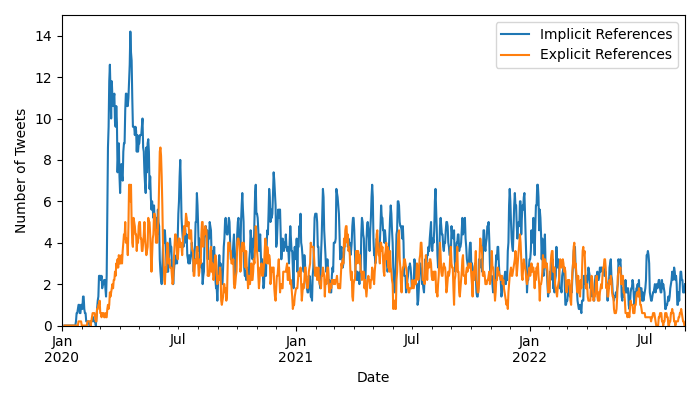 Implicit References
Explicit References
Number of Tweets
14
12
10
8
6
4
2
0
Jan
2020
Jul
Jan
2021
Jul
Jan
2022
Jul
Date